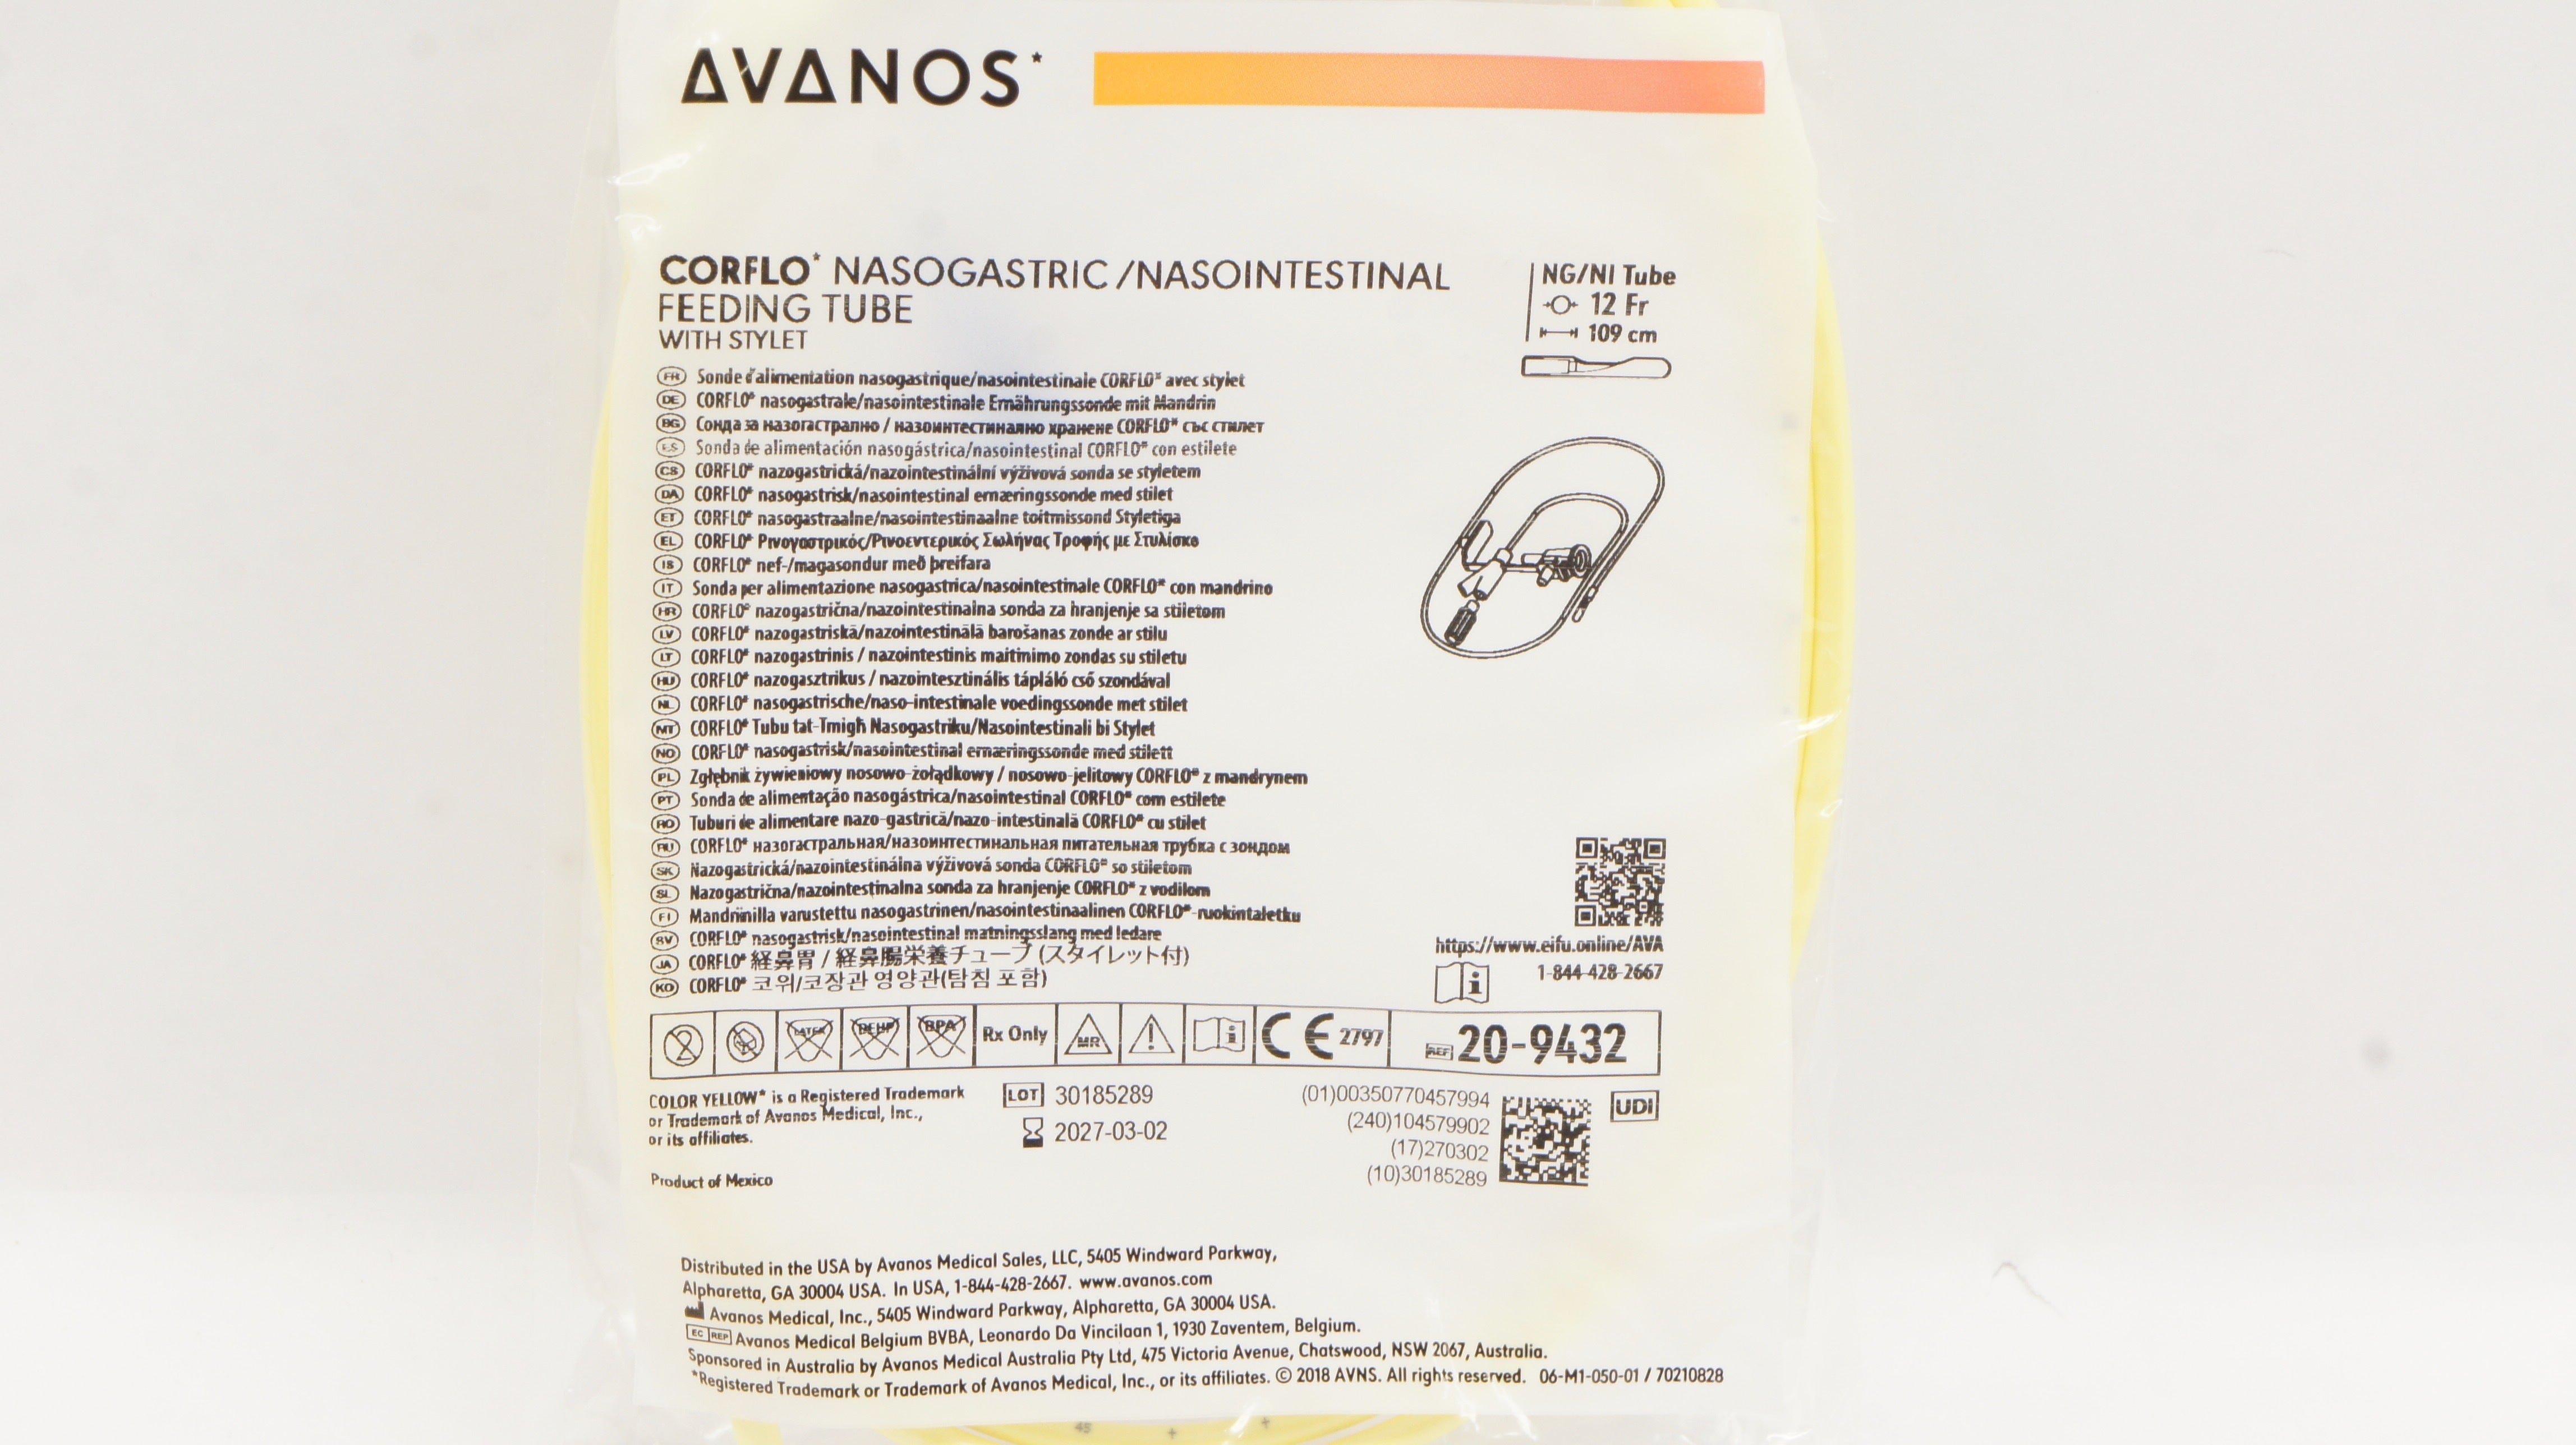 AVANOS*
CORFLO* NASOGASTRIC/NASOINTESTINAL
FEEDING TUBE
WITH STYLET
NG/NI Tube
12 Fr
109 cm
FR Sonde d'alimentation nasogastrique/nasointestinale CORFLO* avec stylet
DE CORFLO* nasogastrale/nasointestinale Ernährungssonde mit Mandrin
BG Сонда за назогастрално / назоинтестинално хранене CORFLO* със стилет
ES Sonda de alimentación nasogástrica/nasointestinal CORFLO* con estilete
CS CORFLO* nazogastrická/nazointestinální výživová sonda se styletem
DA CORFLO* nasogastrisk/nasointestinal ernæringssonde med stilet
ET CORFLO* nasogastraalne/nasointestinaalne toitmissond Styletiga
EL CORFLO* Ρινογαστρικός/Ρινοεντερικός Σωλήνας Τροφής με Στυλίσκο
IS CORFLO* nef-/magasondur með þreifara
IT Sonda per alimentazione nasogastrica/nasointestinale CORFLO* con mandrino
HR CORFLO* nazogastrična/nazointestinalna sonda za hranjenje sa stiletom
LV CORFLO* nazogastriskā/nazointestinālā barošanas zonde ar stilu
LT CORFLO* nazogastrinis / nazointestinis maitinimo zondas su stiletu
HU CORFLO* nazogasztrikus / nazointesztinális tápláló cső szondával
NL CORFLO* nasogastrische/naso-intestinale voedingssonde met stilet
MT CORFLO* Tubu tat-Tmigħ Nasogastriku/Nasointestinali bi Stylet
NO CORFLO* nasogastrisk/nasointestinal ernæringssonde med stilett
PL Zgłębnik żywieniowy nosowo-żołądkowy / nosowo-jelitowy CORFLO* z mandrynem
PT Sonda de alimentação nasogástrica/nasointestinal CORFLO* com estilete
RO Tuburi de alimentare nazo-gastrică/nazo-intestinală CORFLO* cu stilet
RU CORFLO* назогастральная/назоинтестинальная питательная трубка с зондом
SK Nazogastrická/nazointestinálna výživová sonda CORFLO* so stiletom
SL Nazogastrična/nazointestinalna sonda za hranjenje CORFLO* z vodilom
FI Mandriinilla varustettu nasogastrinen/nasointestinaalinen CORFLO*-ruokintaletku
SV CORFLO* nasogastrisk/nasointestinal matningsslang med ledare
JA CORFLO* 経鼻胃 / 経鼻腸栄養チューブ (スタイレット付)
KO CORFLO* 코위/코장관 영양관(탐침 포함)
https://www.eifu.online/AVA
1-844-428-2667
2 LATEX DEHP BPA Rx Only MR CE 2797 REF 20-9432
COLOR YELLOW* is a Registered Trademark
or Trademark of Avanos Medical, Inc.,
or its affiliates.
Product of Mexico
LOT 30185289
2027-03-02
(01)00350770457994
(240)104579902
(17)270302
(10)30185289
UDI
Distributed in the USA by Avanos Medical Sales, LLC, 5405 Windward Parkway,
Alpharetta, GA 30004 USA. In USA, 1-844-428-2667. www.avanos.com
Avanos Medical, Inc., 5405 Windward Parkway, Alpharetta, GA 30004 USA.
EC REP Avanos Medical Belgium BVBA, Leonardo Da Vincilaan 1, 1930 Zaventem, Belgium.
Sponsored in Australia by Avanos Medical Australia Pty Ltd, 475 Victoria Avenue, Chatswood, NSW 2067, Australia.
*Registered Trademark or Trademark of Avanos Medical, Inc., or its affiliates. © 2018 AVNS. All rights reserved. 06-M1-050-01 / 70210828
45